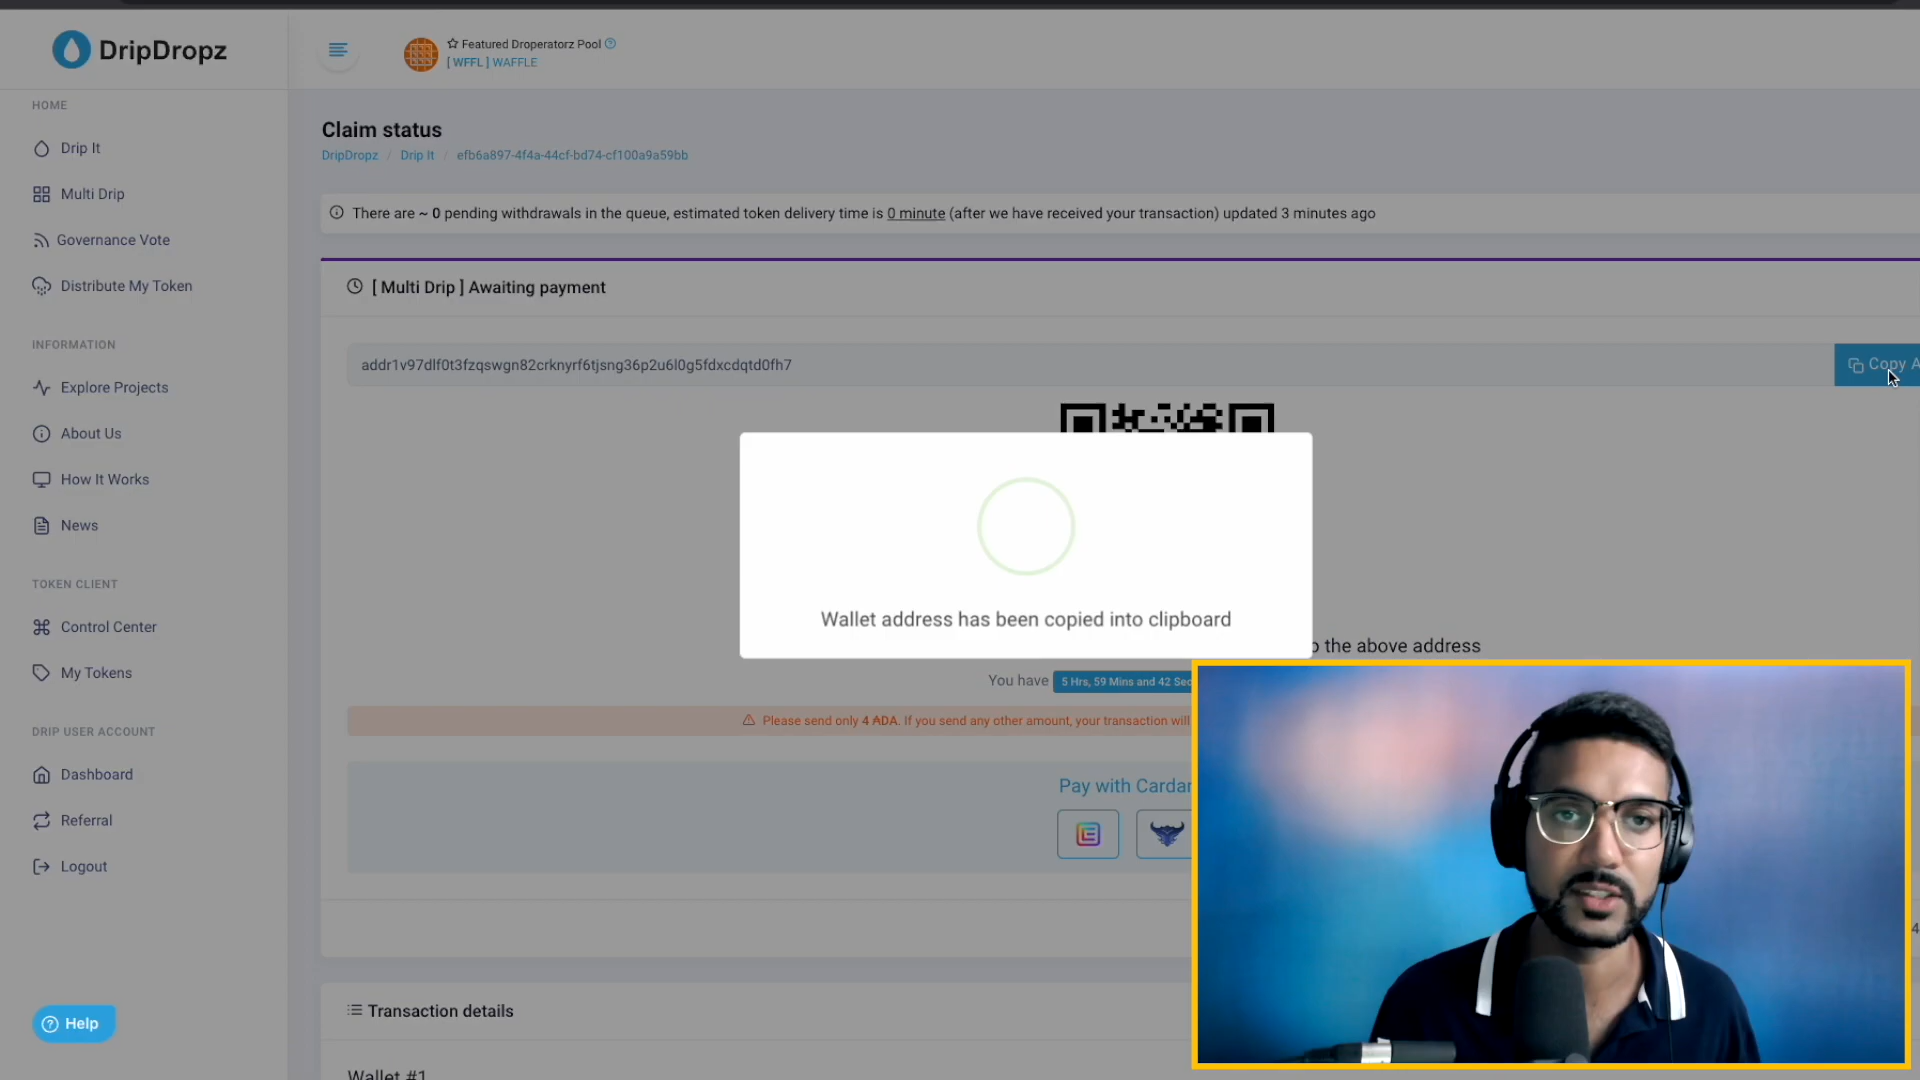 DripDropz
Featured Droperatorz Pool
[ WFFL ] WAFFLE
HOME
Drip It
Multi Drip
Governance Vote
Distribute My Token
INFORMATION
Explore Projects
About Us
How It Works
News
TOKEN CLIENT
Control Center
My Tokens
DRIP USER ACCOUNT
Dashboard
Referral
Logout
Help
Claim status
DripDropz / Drip It / efb6a897-4f4a-44cf-bd74-cf100a9a59bb
There are ~ 0 pending withdrawals in the queue, estimated token delivery time is 0 minute (after we have received your transaction) updated 3 minutes ago
[ Multi Drip ] Awaiting payment
addr1v97dlf0t3fzqswgn82crknyrf6tjsng36p2u6l0g5fdxcdqtd0fh7
Copy A
Wallet address has been copied into clipboard
the above address
You have 5 Hrs, 59 Mins and 42 Sec
Please send only 4 ₳DA. If you send any other amount, your transaction will
Pay with Cardan
Transaction details
Wallet #1